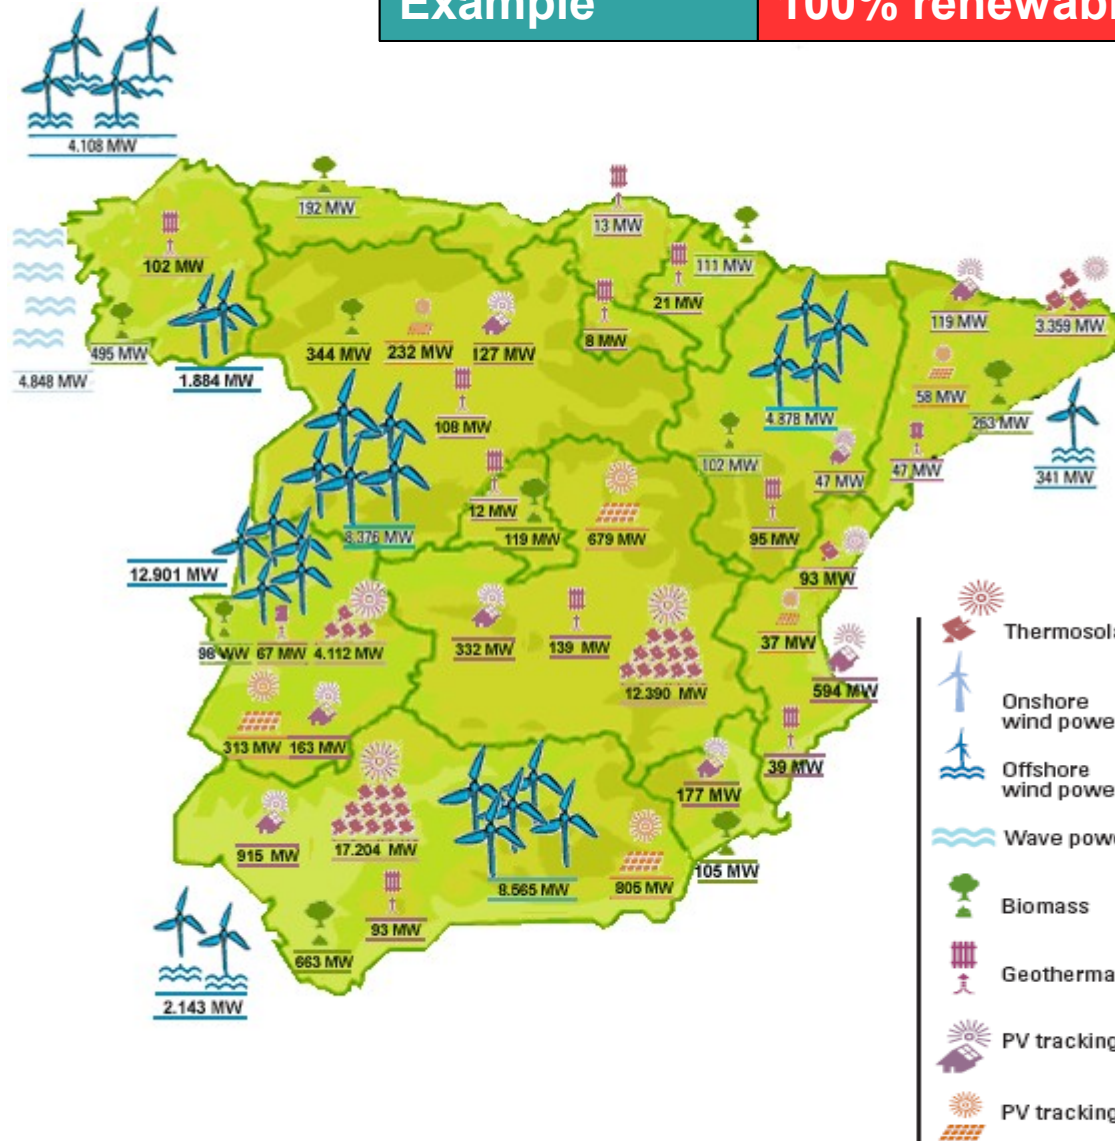 Example
100% renewabl
4.108 MW
192 MW
13 MW
102 MW
111 MW
21 MW
119 MW
3.359 MW
8 MW
495 MW
344 MW
232 MW
127 MW
4.848 MW
1.884 MW
58 MW
4.878 MW
263 MW
108 MW
102 MW
47 MW
47 MW
341 MW
12 MW
8.376 MW
119 MW
679 MW
95 MW
12.901 MW
93 MW
98 WW
67 MW
4.112 MW
332 MW
139 MW
37 MW
12.390 MW
594 MW
313 MW
163 MW
39 MW
177 MW
915 MW
17.204 MW
8.565 MW
805 MW
105 MW
93 MW
663 MW
2.143 MW
Thermosola
Onshore
wind powe
Offshore
wind powe
Wave powe
Biomass
Geotherma
PV tracking
PV tracking